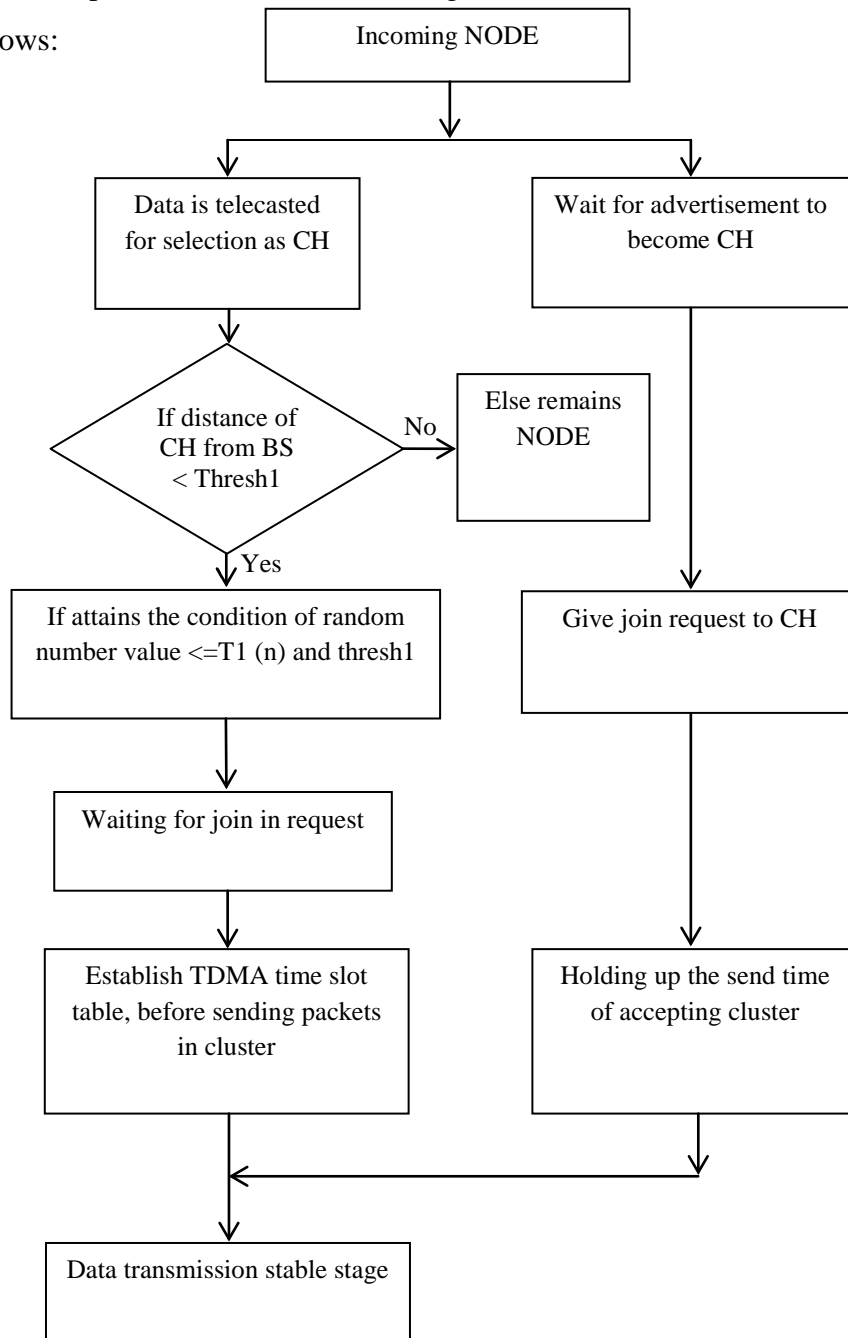 ows:
Incoming NODE
Data is telecasted
for selection as CH
Wait for advertisement to
become CH
If distance of
CH from BS
< Thresh1
No
Else remains
NODE
Yes
If attains the condition of random
number value <=T1 (n) and thresh1
Give join request to CH
Waiting for join in request
Establish TDMA time slot
table, before sending packets
in cluster
Holding up the send time
of accepting cluster
Data transmission stable stage